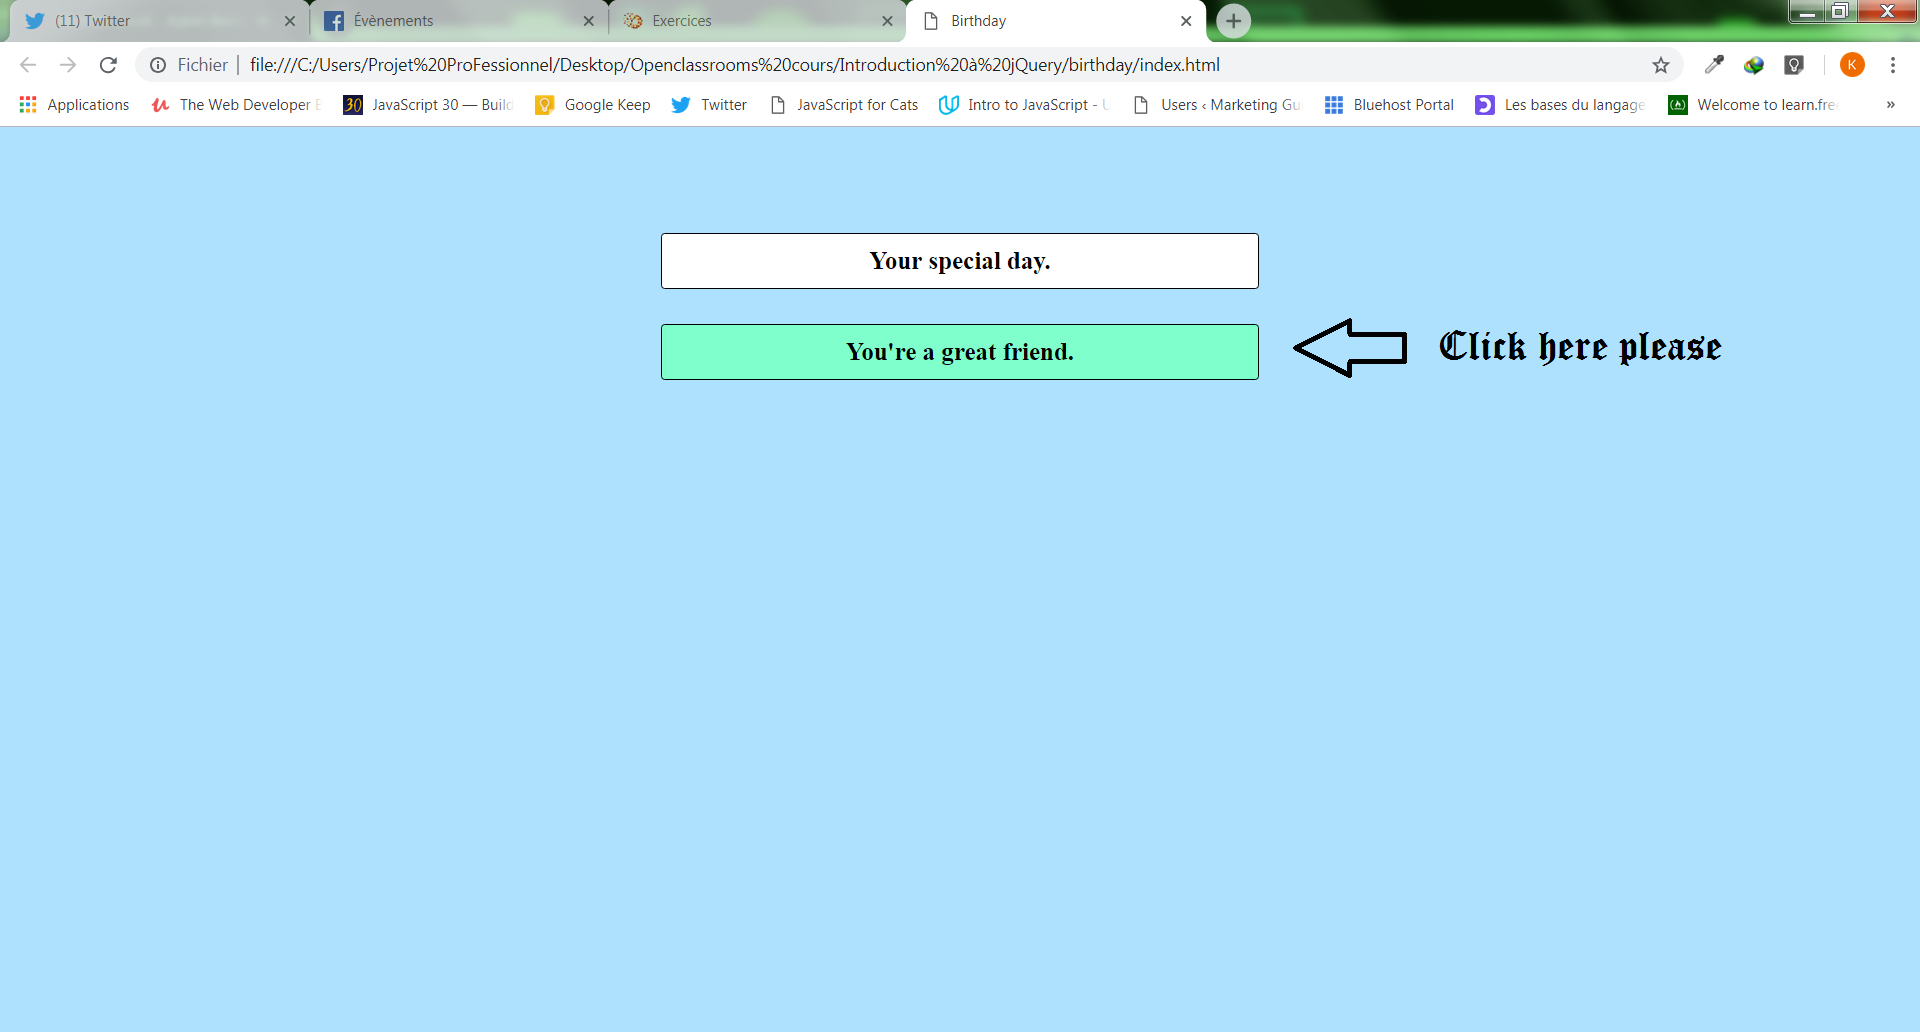 (11) Twitter
Évènements
Exercices
Birthday
Fichier | file:///C:/Users/Projet%20ProFessionnel/Desktop/Openclassrooms%20cours/Introduction%20à%20jQuery/birthday/index.html
K
Applications
The Web Developer
30 JavaScript 30 — Build
Google Keep
Twitter
JavaScript for Cats
Intro to JavaScript -
Users ‹ Marketing Gu
Bluehost Portal
Les bases du langage
Welcome to learn.fre
»
Your special day.
You're a great friend.
Click here please